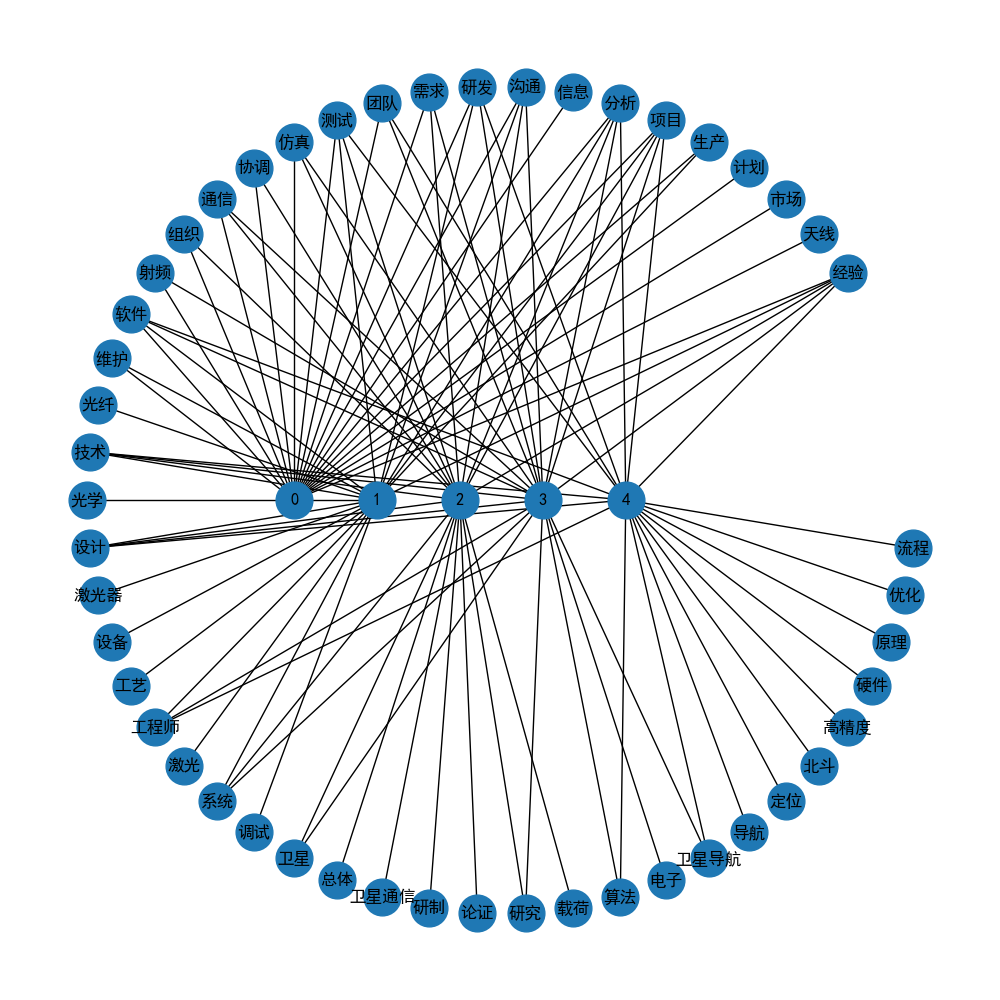 沟通
研发
信息
需求
分析
团队
测试
项目
仿真
生产
协调
计划
通信
市场
组织
天线
射频
经验
软件
维护
光纤
技术
光学
0
1
2
3
4
设计
流程
激光器
优化
设备
原理
工艺
硬件
工程师
高精度
激光
北斗
系统
定位
调试
导航
卫星
卫星导航
总体
电子
卫星通信
算法
研制
载荷
论证
研究